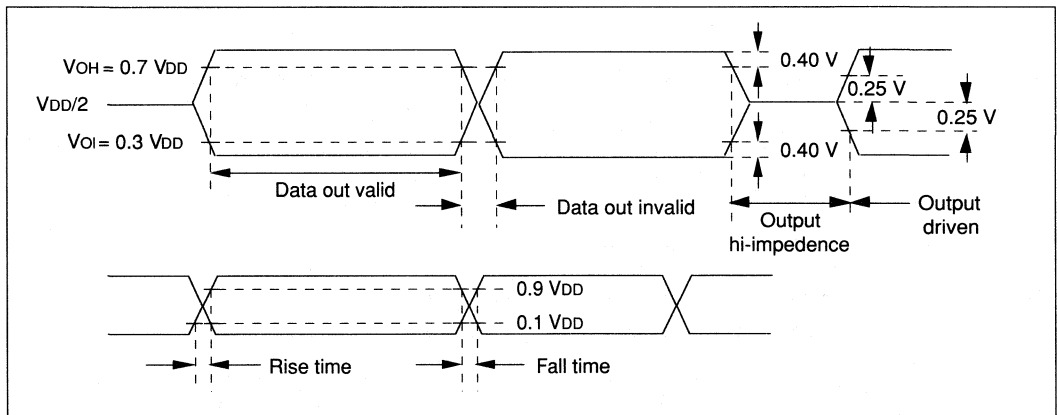 VOH = 0.7 VDD
VDD/2
VOI = 0.3 VDD
0.40 V
0.25 V
0.25 V
0.40 V
Data out valid
Data out invalid
Output
hi-impedence
Output
driven
0.9 VDD
0.1 VDD
Rise time
Fall time